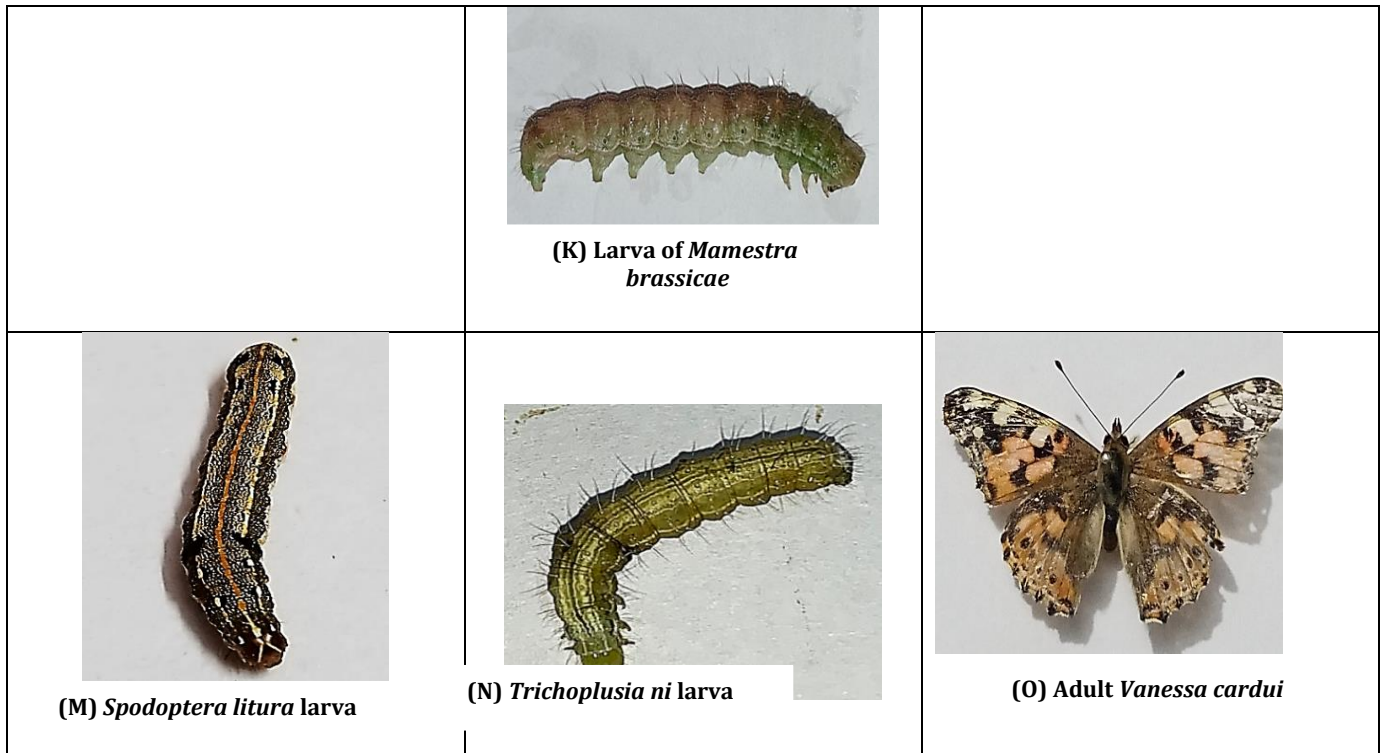 (K) Larva of Mamestra
brassicae
(M) Spodoptera litura larva
(N) Trichoplusia ni larva
(O) Adult Vanessa cardui